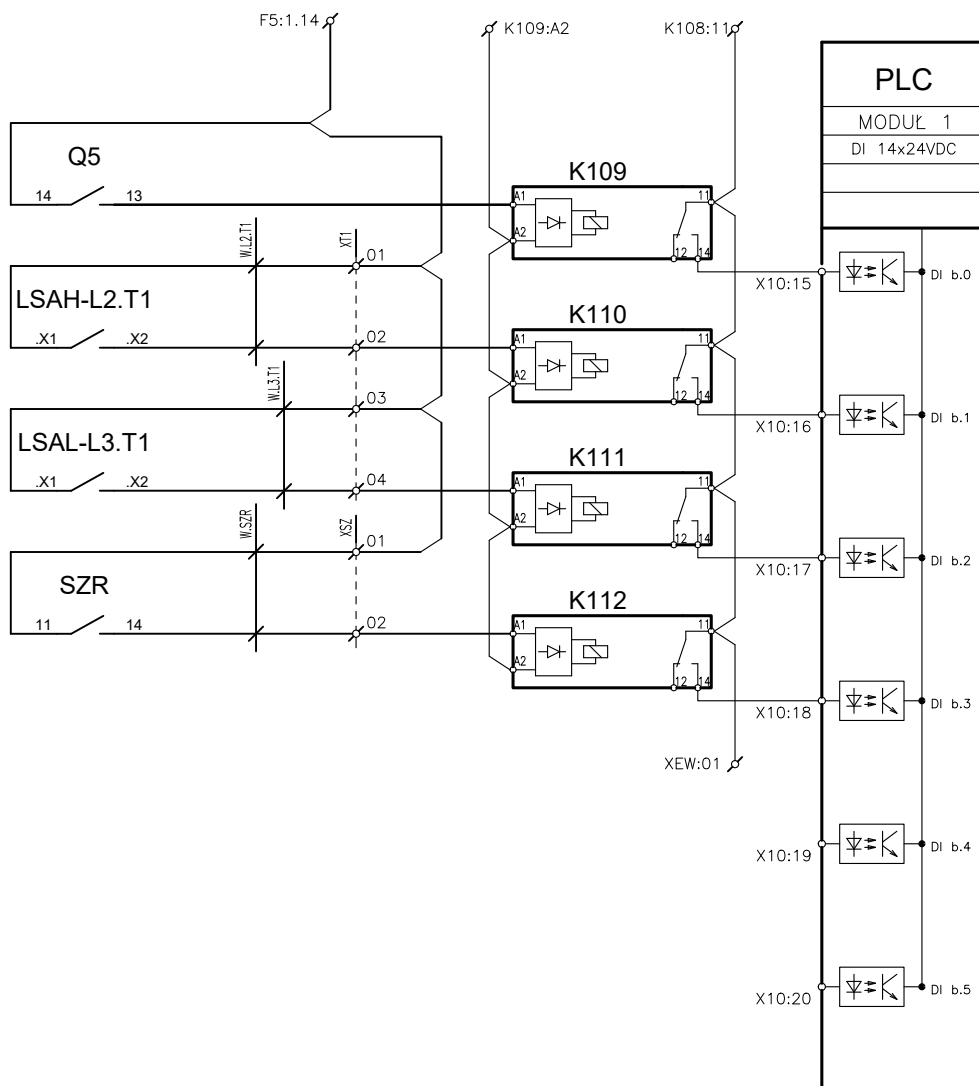 F5:1.14
K109:A2
K108:11
PLC
MODUŁ 1
DI 14x24VDC
Q5
14
13
K109
A1
A2
11
12
14
W.L2.T1
XT1
01
X10:15
DI b.0
LSAH-L2.T1
.X1
.X2
02
K110
A1
A2
11
12
14
W.L3.T1
03
X10:16
DI b.1
LSAL-L3.T1
.X1
.X2
04
K111
A1
A2
11
12
14
W.SZR
XSZ
01
X10:17
DI b.2
SZR
11
14
02
K112
A1
A2
11
12
14
X10:18
DI b.3
XEW:01
X10:19
DI b.4
X10:20
DI b.5